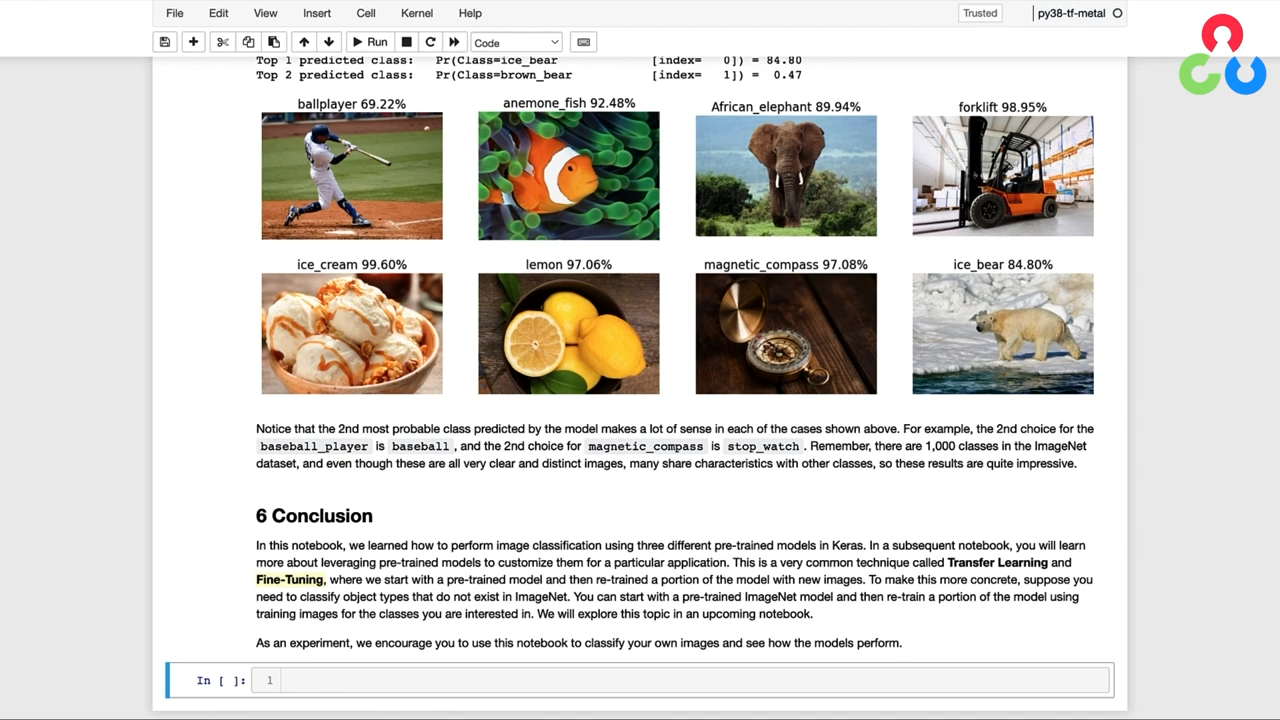 File Edit View Insert Cell Kernel Help Trusted py38-tf-metal
Run Code
Top 1 predicted class: Pr(Class=ice_bear [index= 0]) = 84.80
Top 2 predicted class: Pr(Class=brown_bear [index= 1]) = 0.47
ballplayer 69.22% anemone_fish 92.48% African_elephant 89.94% forklift 98.95%
ice_cream 99.60% lemon 97.06% magnetic_compass 97.08% ice_bear 84.80%
Notice that the 2nd most probable class predicted by the model makes a lot of sense in each of the cases shown above. For example, the 2nd choice for the
baseball_player is baseball , and the 2nd choice for magnetic_compass is stop_watch . Remember, there are 1,000 classes in the ImageNet
dataset, and even though these are all very clear and distinct images, many share characteristics with other classes, so these results are quite impressive.
6 Conclusion
In this notebook, we learned how to perform image classification using three different pre-trained models in Keras. In a subsequent notebook, you will learn
more about leveraging pre-trained models to customize them for a particular application. This is a very common technique called Transfer Learning and
Fine-Tuning, where we start with a pre-trained model and then re-trained a portion of the model with new images. To make this more concrete, suppose you
need to classify object types that do not exist in ImageNet. You can start with a pre-trained ImageNet model and then re-train a portion of the model using
training images for the classes you are interested in. We will explore this topic in an upcoming notebook.
As an experiment, we encourage you to use this notebook to classify your own images and see how the models perform.
In [ ]: 1